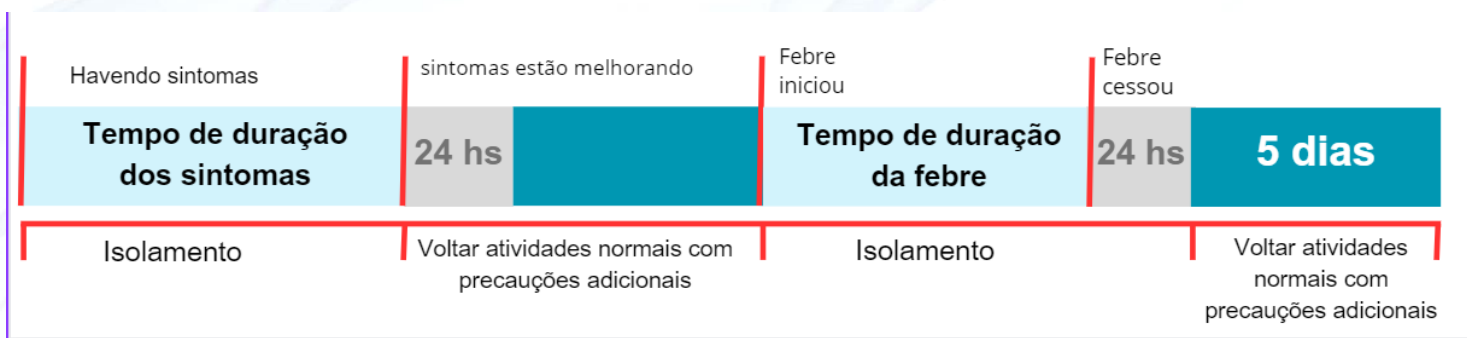 Havendo sintomas
sintomas estão melhorando
Febre
iniciou
Febre
cessou
Tempo de duração
dos sintomas
24 hs
Tempo de duração
da febre
24 hs
5 dias
Isolamento
Voltar atividades normais com
precauções adicionais
Isolamento
Voltar atividades
normais com
precauções adicionais